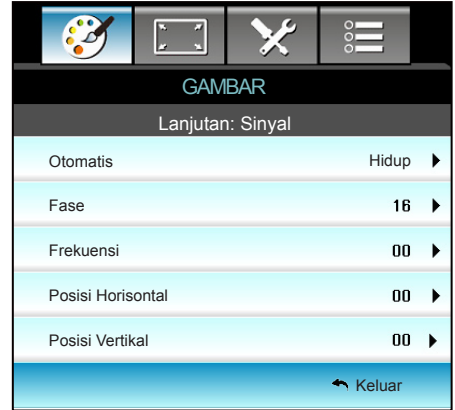 GAMBAR
Lanjutan: Sinyal
Otomatis Hidup
Fase 16
Frekuensi 00
Posisi Horisontal 00
Posisi Vertikal 00
Keluar